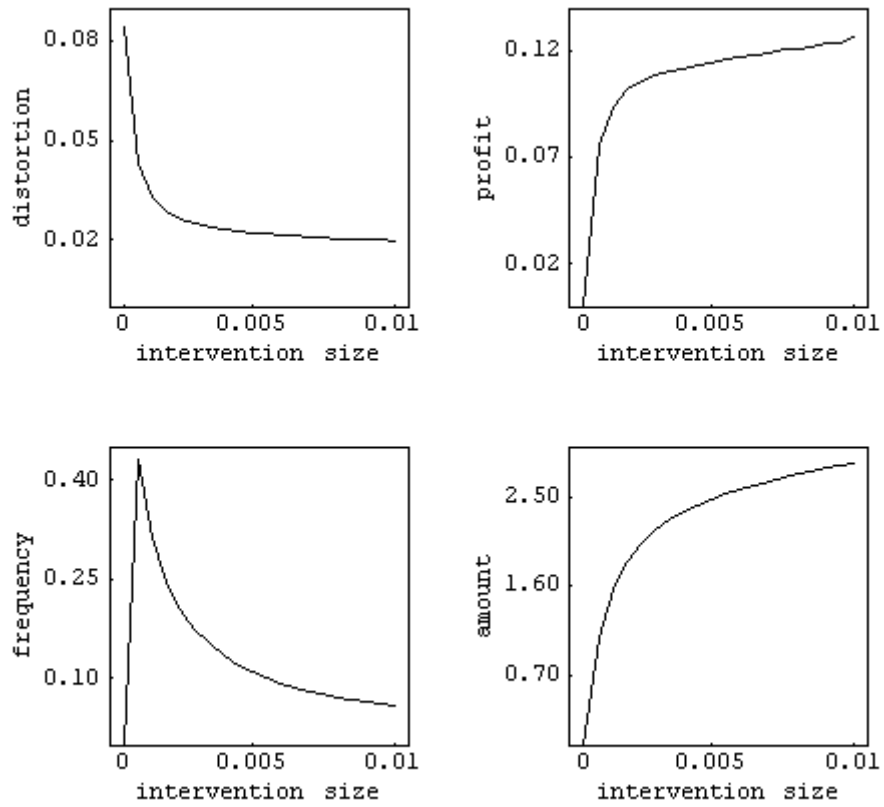 distortion
0.08
0.05
0.02
0 0.005 0.01
intervention size
profit
0.12
0.07
0.02
0 0.005 0.01
intervention size
frequency
0.40
0.25
0.10
0 0.005 0.01
intervention size
amount
2.50
1.60
0.70
0 0.005 0.01
intervention size